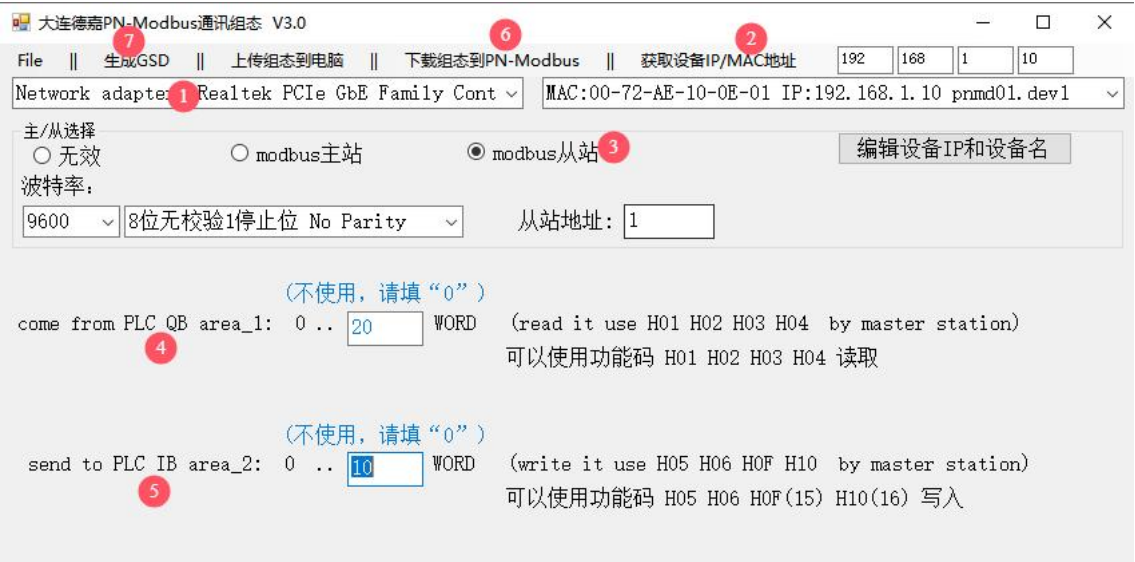 大连德嘉PN-Modbus通讯组态 V3.0
7 6 2
File || 生成GSD || 上传组态到电脑 || 下载组态到PN-Modbus || 获取设备IP/MAC地址 192 168 1 10
Network adapter 1 Realtek PCIe GbE Family Cont MAC:00-72-AE-10-0E-01 IP:192.168.1.10 pnmd01.dev1
主/从选择
无效 modbus主站 modbus从站 3 编辑设备IP和设备名
波特率:
9600 8位无校验1停止位 No Parity 从站地址: 1
(不使用, 请填“0”)
come from PLC QB area_1: 0 .. 20 WORD (read it use H01 H02 H03 H04 by master station)
4
可以使用功能码 H01 H02 H03 H04 读取
(不使用, 请填“0”)
send to PLC IB area_2: 0 .. 10 WORD (write it use H05 H06 H0F H10 by master station)
5
可以使用功能码 H05 H06 H0F(15) H10(16) 写入